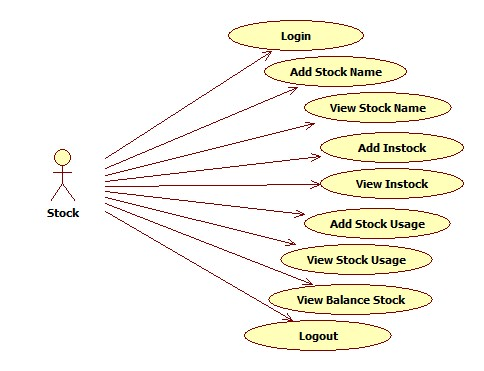 Login
Add Stock Name
View Stock Name
Add Instock
View Instock
Stock
Add Stock Usage
View Stock Usage
View Balance Stock
Logout